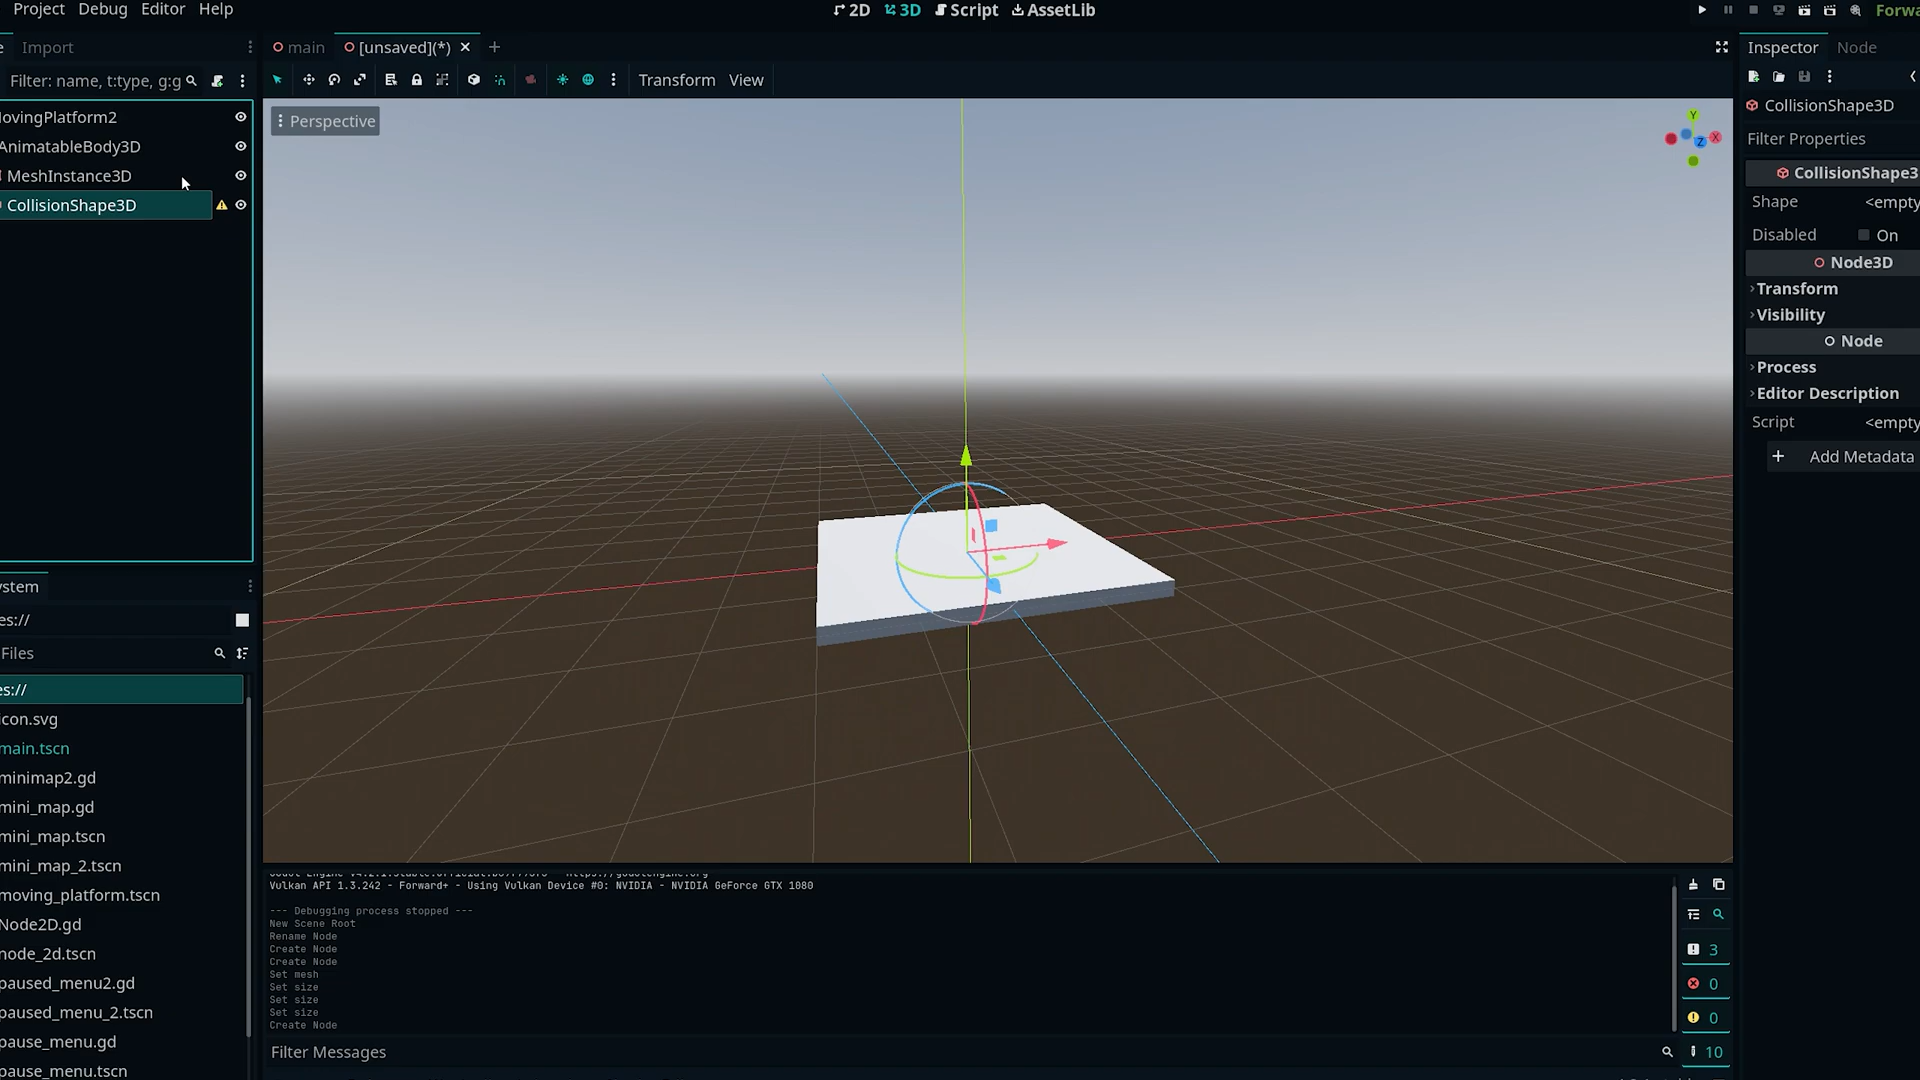 Project Debug Editor Help
2D 3D Script AssetLib
Forwa
Import
main [unsaved](*)
Inspector Node
Filter: name, t:type, g:g
Transform View
ovingPlatform2
AnimatableBody3D
MeshInstance3D
CollisionShape3D
Perspective
Y
X
Z
CollisionShape3D
Filter Properties
CollisionShape3
Shape <empty
Disabled On
Node3D
Transform
Visibility
Node
Process
Editor Description
Script <empty
Add Metadata
ystem
es://
Files
es://
icon.svg
main.tscn
minimap2.gd
mini_map.gd
mini_map.tscn
mini_map_2.tscn
moving_platform.tscn
Node2D.gd
node_2d.tscn
paused_menu2.gd
paused_menu_2.tscn
pause_menu.gd
pause_menu.tscn
Vulkan API 1.3.242 - Forward+ - Using Vulkan Device #0: NVIDIA - NVIDIA GeForce GTX 1080
--- Debugging process stopped ---
New Scene Root
Rename Node
Create Node
Create Node
Set mesh
Set size
Set size
Set size
Create Node
Filter Messages
3
0
0
10